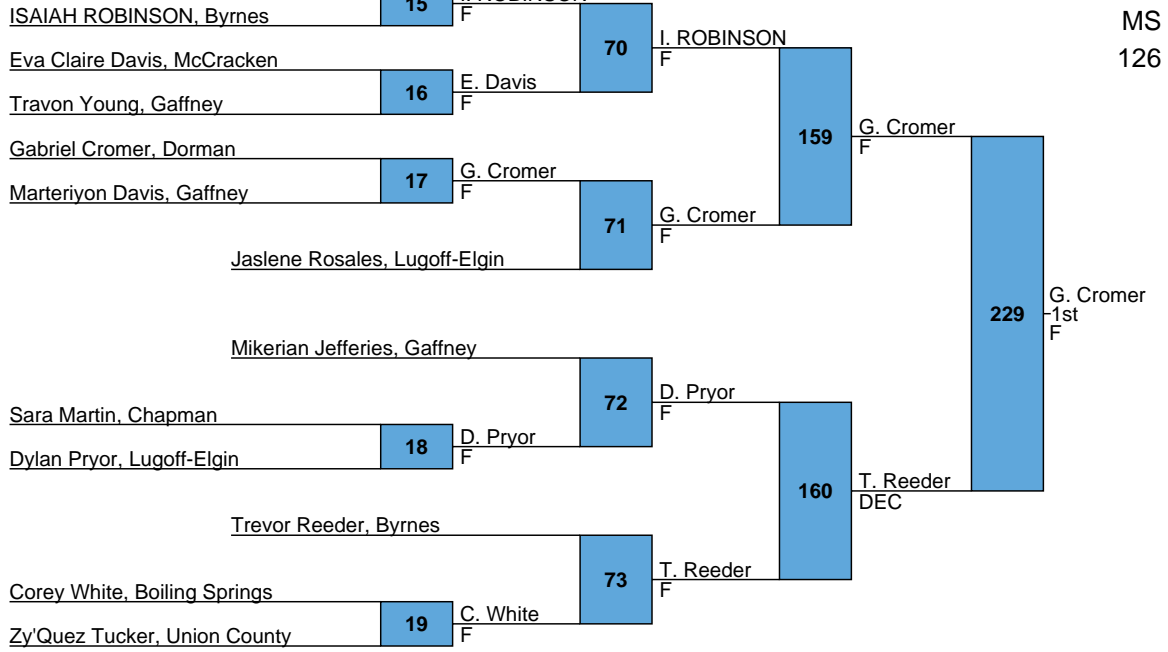 15
ISAIAH ROBINSON, Byrnes
F
MS
126
70
I. ROBINSON
F
Eva Claire Davis, McCracken
16
E. Davis
F
Travon Young, Gaffney
159
G. Cromer
F
Gabriel Cromer, Dorman
17
G. Cromer
F
Marteriyon Davis, Gaffney
71
G. Cromer
F
Jaslene Rosales, Lugoff-Elgin
229
G. Cromer
1st
F
Mikerian Jefferies, Gaffney
72
D. Pryor
F
Sara Martin, Chapman
18
D. Pryor
F
Dylan Pryor, Lugoff-Elgin
160
T. Reeder
DEC
Trevor Reeder, Byrnes
73
T. Reeder
F
Corey White, Boiling Springs
19
C. White
F
Zy'Quez Tucker, Union County